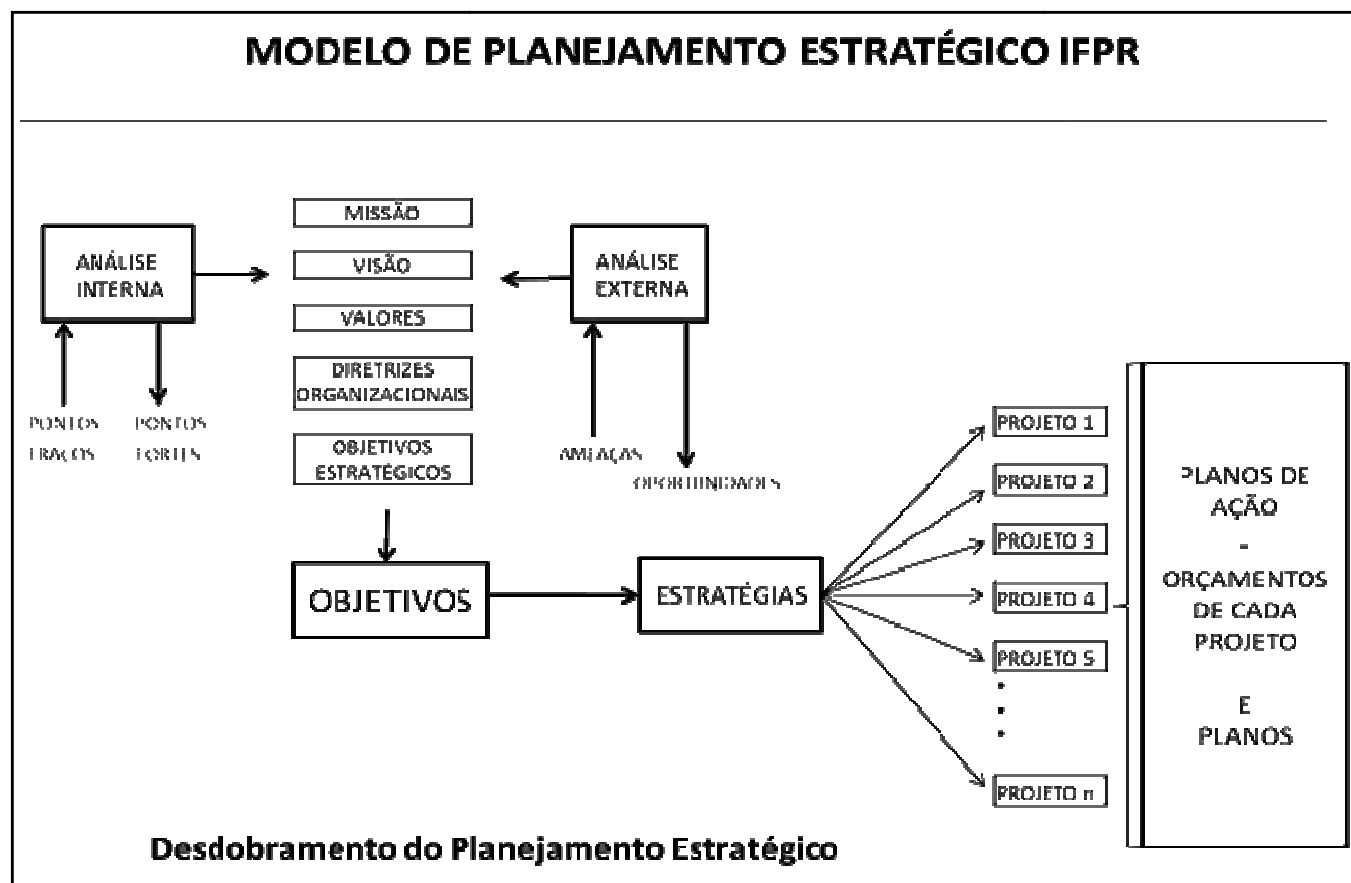 MODELO DE PLANEJAMENTO ESTRATÉGICO IFPR
MISSÃO
ANÁLISE
INTERNA
VISÃO
ANÁLISE
EXTERNA
VALORES
DIRETRIZES
ORGANIZACIONAIS
PONTOS
FRACOS
PONTOS
FORTES
OBJETIVOS
ESTRATÉGICOS
AMEAÇAS
OPORTUNIDADES
OBJETIVOS
ESTRATÉGIAS
PROJETO 1
PROJETO 2
PROJETO 3
PROJETO 4
PROJETO 5
PROJETO n
PLANOS DE
AÇÃO
-
ORÇAMENTOS
DE CADA
PROJETO
E
PLANOS
Desdobramento do Planejamento Estratégico